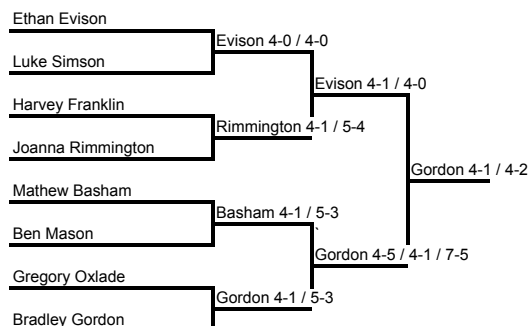 Ethan Evison
Evison 4-0 / 4-0
Luke Simson
Evison 4-1 / 4-0
Harvey Franklin
Rimmington 4-1 / 5-4
Joanna Rimmington
Gordon 4-1 / 4-2
Mathew Basham
Basham 4-1 / 5-3
`
Ben Mason
Gordon 4-5 / 4-1 / 7-5
Gregory Oxlade
Gordon 4-1 / 5-3
Bradley Gordon